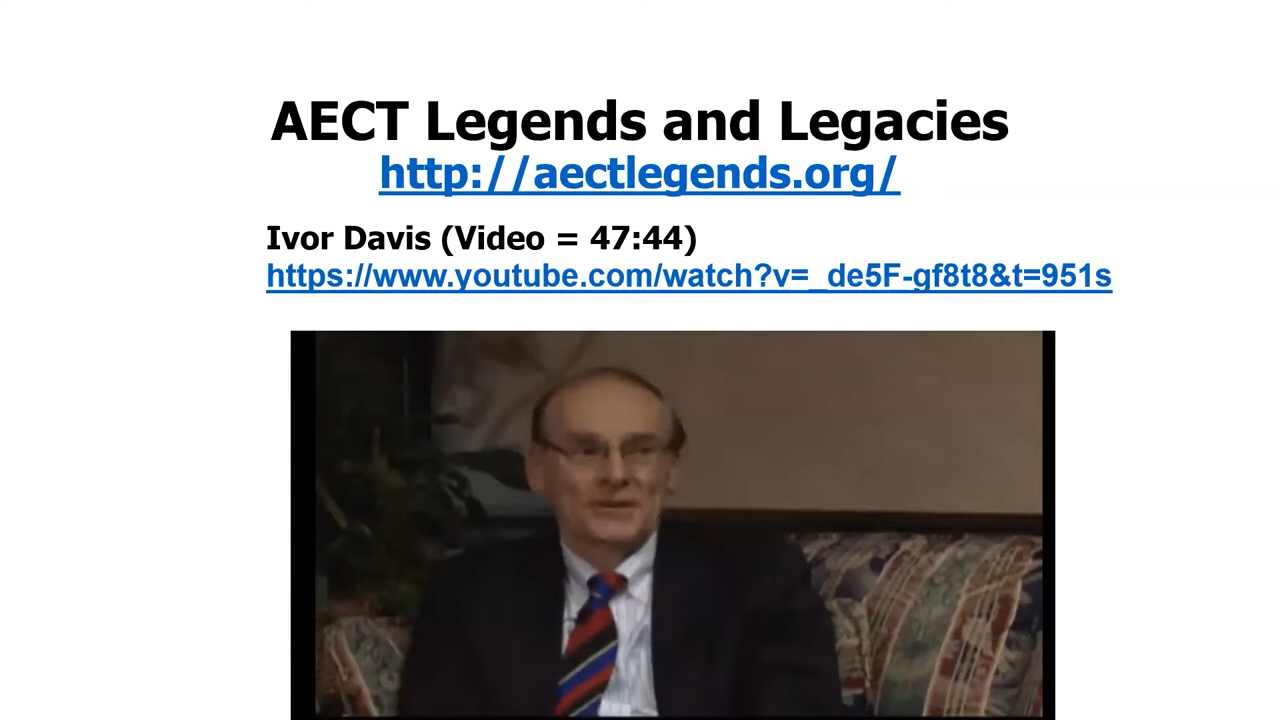 AECT Legends and Legacies
http://aectlegends.org/
Ivor Davis (Video = 47:44)
https://www.youtube.com/watch?v=_de5F-gf8t8&t=951s